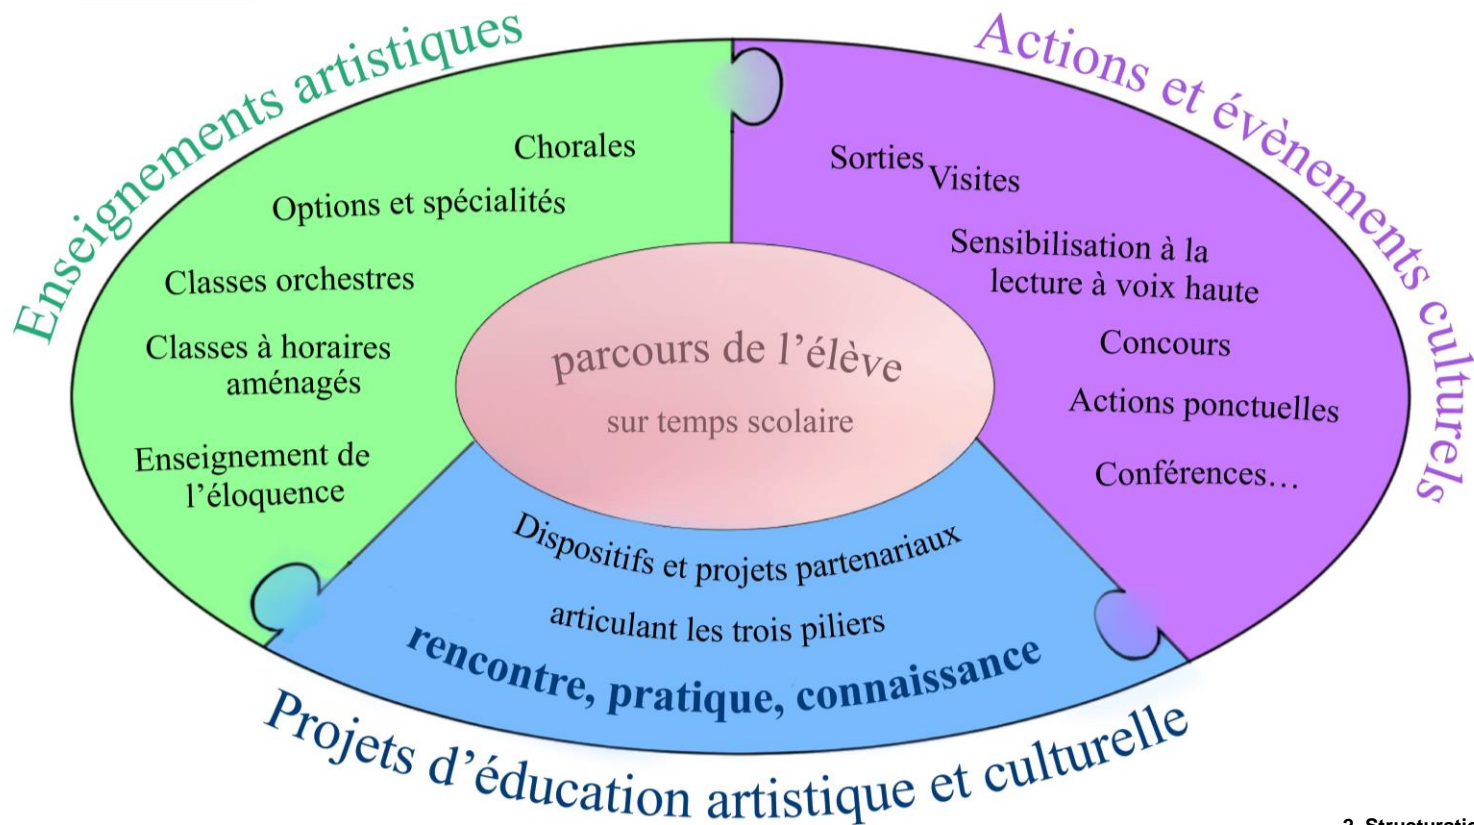 Enseignements artistiques
Chorales
Options et spécialités
Classes orchestres
Classes à horaires
aménagés
Enseignement de
l’éloquence
Actions et évènements culturels
Sorties
Visites
Sensibilisation à la
lecture à voix haute
Concours
Actions ponctuelles
Conférences…
parcours de l’élève
sur temps scolaire
Dispositifs et projets partenariaux
articulant les trois piliers
rencontre, pratique, connaissance
Projets d’éducation artistique et culturelle